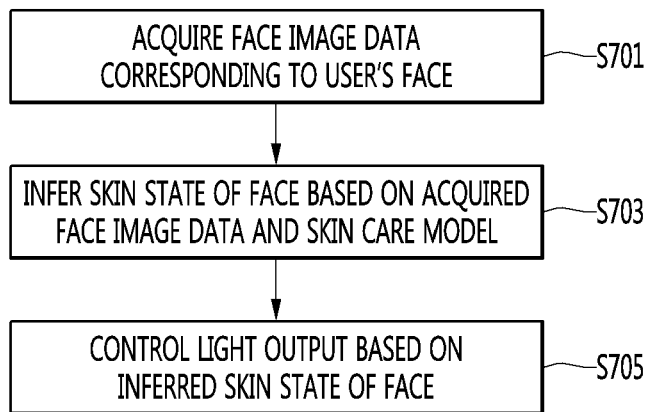 ACQUIRE FACE IMAGE DATA
CORRESPONDING TO USER'S FACE
S701
INFER SKIN STATE OF FACE BASED ON ACQUIRED
FACE IMAGE DATA AND SKIN CARE MODEL
S703
CONTROL LIGHT OUTPUT BASED ON
INFERRED SKIN STATE OF FACE
S705